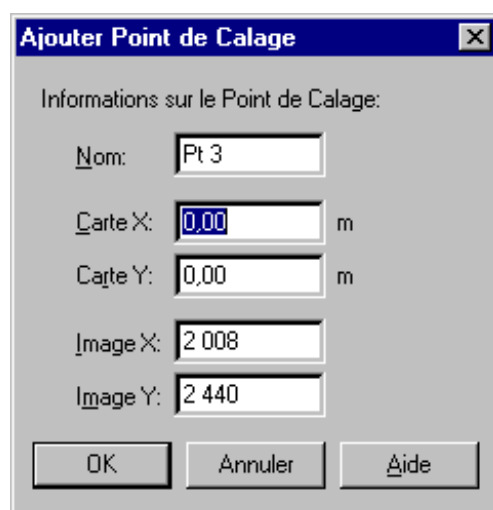 Ajouter Point de Calage
Informations sur le Point de Calage:
Nom: Pt 3
Carte X: 0,00 m
Carte Y: 0,00 m
Image X: 2 008
Image Y: 2 440
OK Annuler Aide